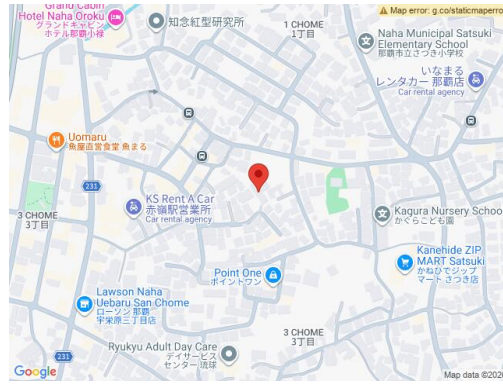 Grand Cabin
Hotel Naha Oroku
グランドキャビン
ホテル那覇小禄
知念紅型研究所
1 CHOME
1丁目
Map error: g.co/staticmaperro
Naha Municipal Satsuki
Elementary School
那覇市立さつき小学校
いなまる
レンタカー 那覇店
Car rental agency
Uomaru
魚屋直営食堂 魚まる
231
KS Rent A Car
赤嶺駅営業所
Car rental agency
3 CHOME
3丁目
Kagura Nursery Schoo
かぐらこども園
Kanehide ZIP
MART Satsuki
かねひでジップ
マート さつき店
Point One
ポイントワン
Lawson Naha
Uebaru San Chome
ローソン 那覇
宇栄原三丁目店
231
Ryukyu Adult Day Care
デイサービス
センター 琉球
3 CHOME
3丁目
Google
Map data ©202